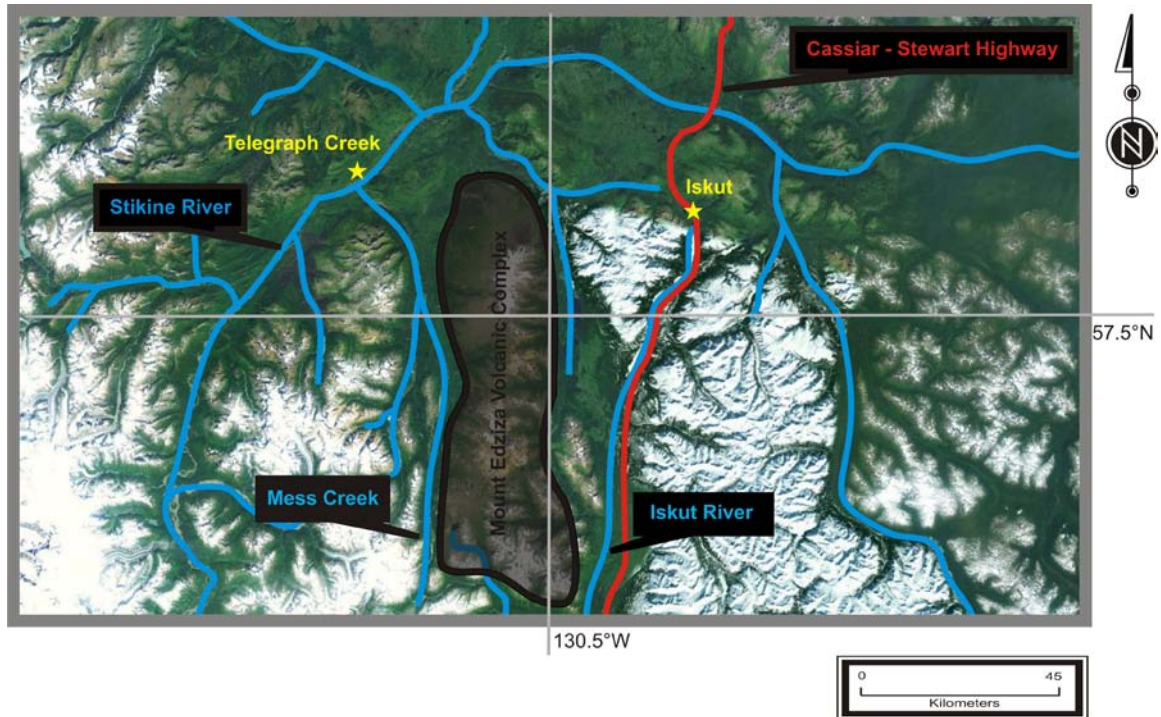 Cassiar - Stewart Highway
N
Telegraph Creek
Iskut
Stikine River
Mount Edziza Volcanic Complex
57.5°N
Mess Creek
Iskut River
130.5°W
0 45
Kilometers